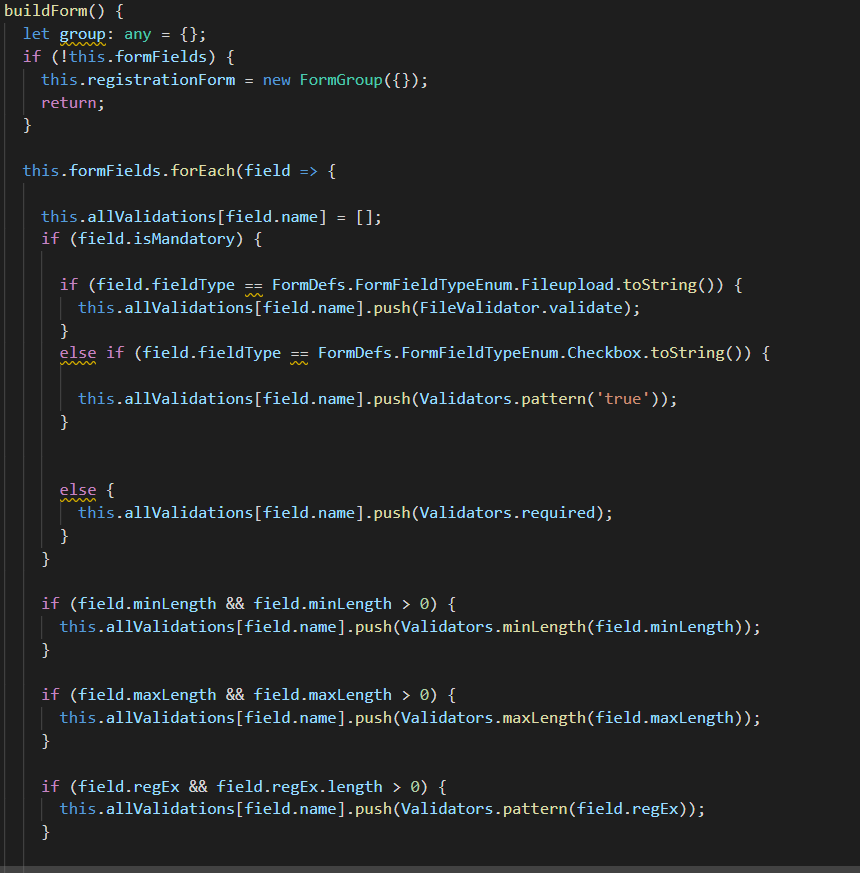 buildForm() {
let group: any = {};
if (!this.formFields) {
this.registrationForm = new FormGroup({});
return;
}
this.formFields.forEach(field => {
this.allValidations[field.name] = [];
if (field.isMandatory) {
if (field.fieldType == FormDefs.FormFieldTypeEnum.Fileupload.toString()) {
this.allValidations[field.name].push(FileValidator.validate);
}
else if (field.fieldType == FormDefs.FormFieldTypeEnum.Checkbox.toString()) {
this.allValidations[field.name].push(Validators.pattern('true'));
}
else {
this.allValidations[field.name].push(Validators.required);
}
}
if (field.minLength && field.minLength > 0) {
this.allValidations[field.name].push(Validators.minLength(field.minLength));
}
if (field.maxLength && field.maxLength > 0) {
this.allValidations[field.name].push(Validators.maxLength(field.maxLength));
}
if (field.regEx && field.regEx.length > 0) {
this.allValidations[field.name].push(Validators.pattern(field.regEx));
}